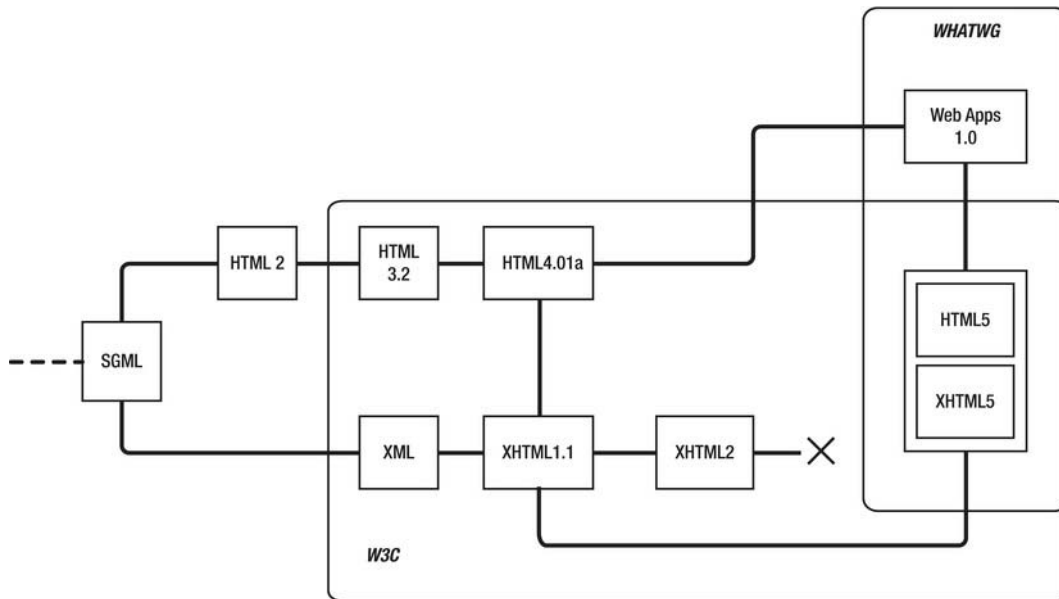 WHATWG
Web Apps
1.0
HTML 2
HTML
3.2
HTML4.01a
HTML5
SGML
XHTML5
XML
XHTML1.1
XHTML2
W3C